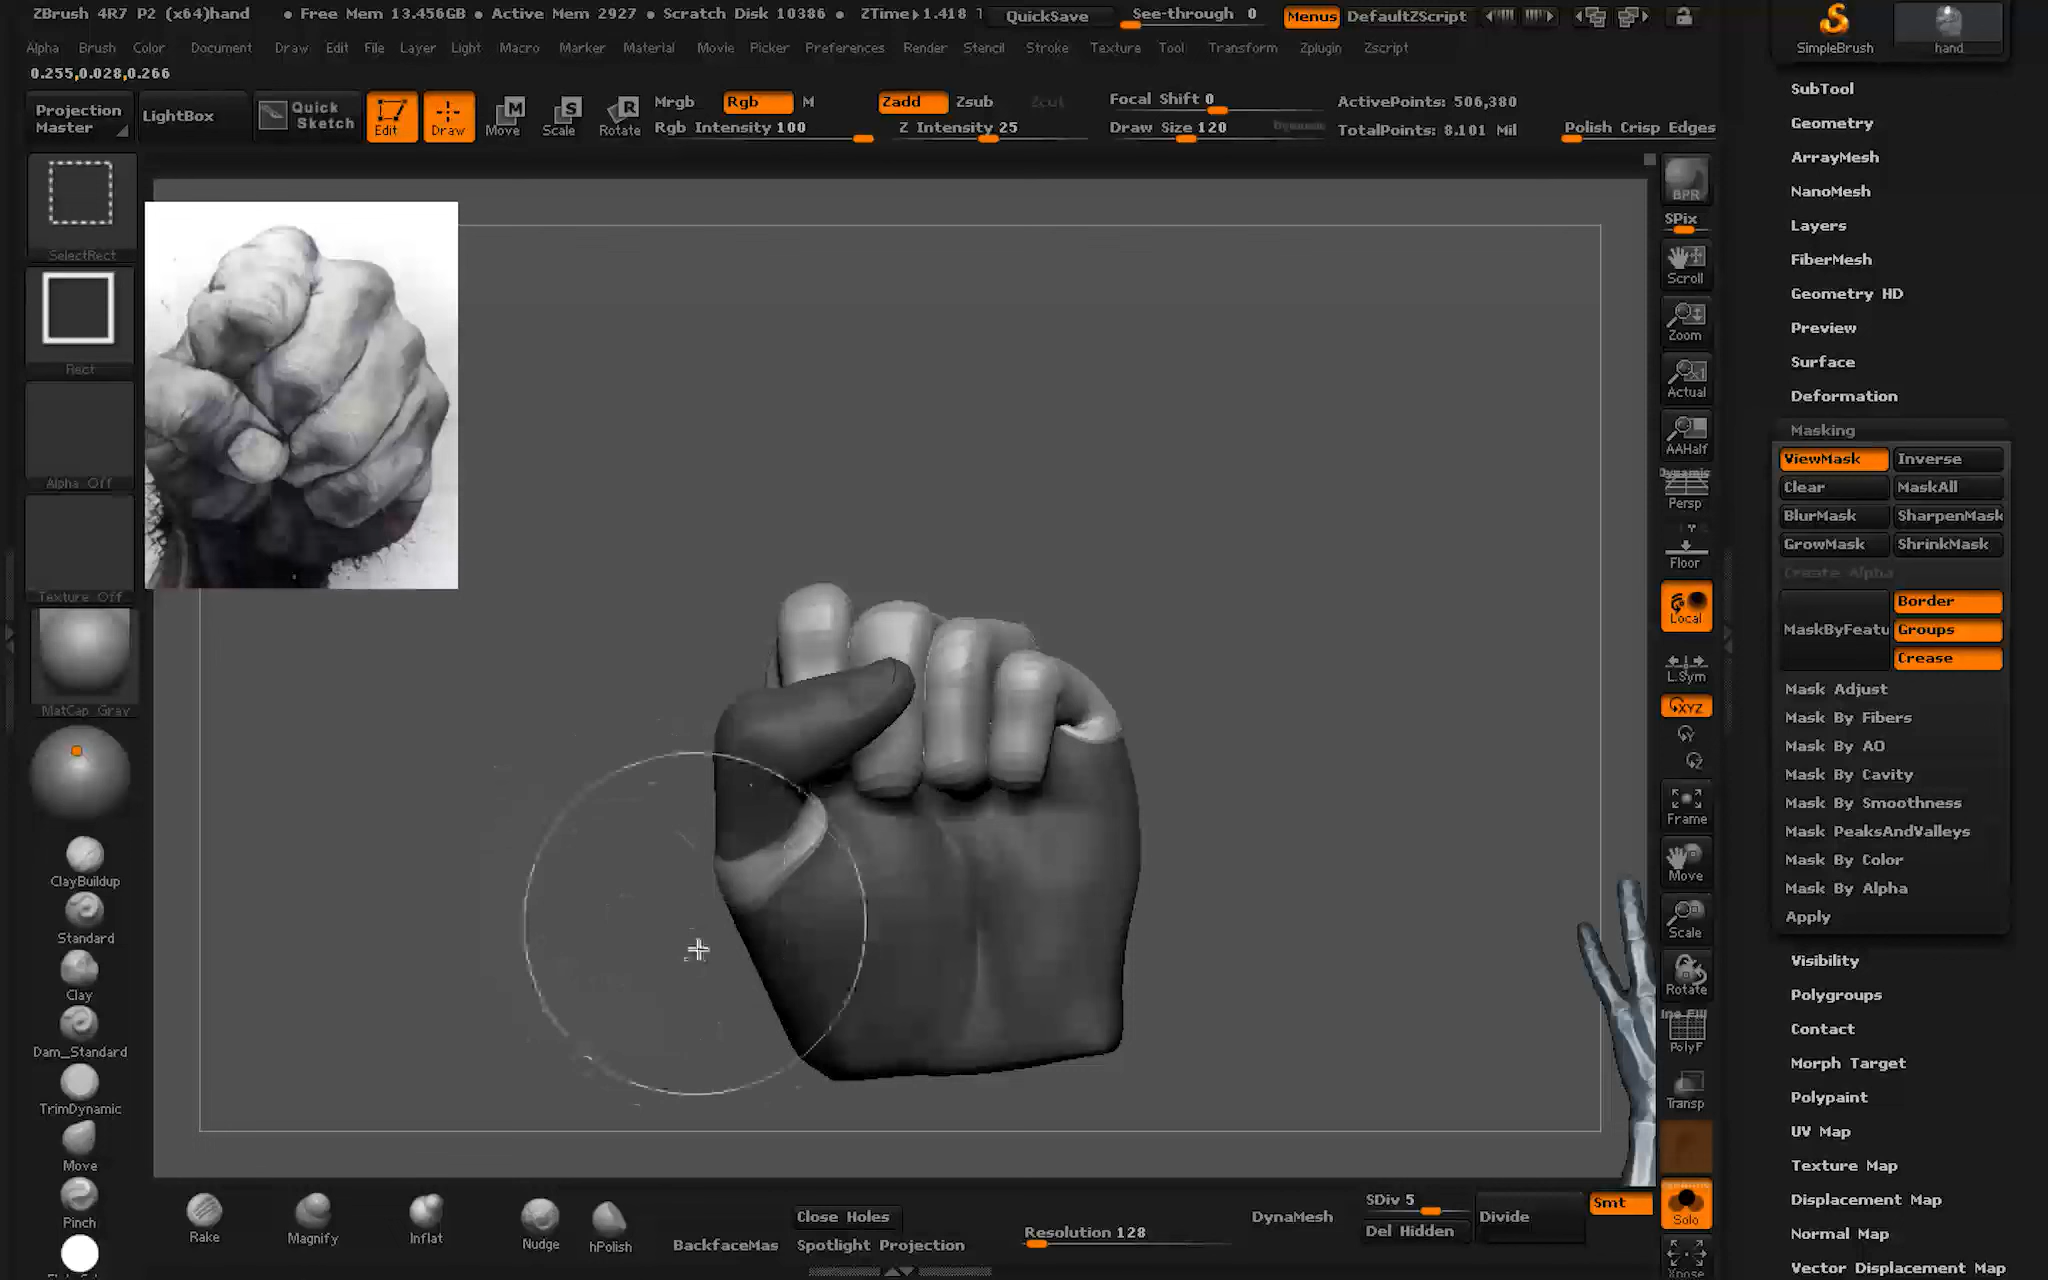 ZBrush 4R7 P2 (x64)hand • Free Mem 13.456GB • Active Mem 2927 • Scratch Disk 10386 • ZTime▸1.418
QuickSave
See-through 0
Menus
DefaultZScript
Alpha Brush Color Document Draw Edit File Layer Light Macro Marker Material Movie Picker Preferences Render Stencil Stroke Texture Tool Transform Zplugin Zscript
SimpleBrush
hand
0.255,0.028,0.266
Projection Master
LightBox
Quick Sketch
Edit
Draw
Move
Scale
Rotate
Mrgb
Rgb
M
Zadd
Zsub
Zcut
Rgb Intensity 100
Z Intensity 25
Focal Shift 0
Draw Size 120
Dynamic
ActivePoints: 506,380
TotalPoints: 8.101 Mil
Polish Crisp Edges
SelectRect
Rect
Alpha Off
Texture Off
MatCap Gray
ClayBuildup
Standard
Clay
Dam_Standard
TrimDynamic
Move
Pinch
BPR
SPix
Scroll
Zoom
Actual
AAHalf
Dynamic
Persp
Floor
Local
L.Sym
XYZ
Frame
Move
Scale
Rotate
PolyF
Transp
Solo
Xpose
SubTool
Geometry
ArrayMesh
NanoMesh
Layers
FiberMesh
Geometry HD
Preview
Surface
Deformation
Masking
ViewMask
Inverse
Clear
MaskAll
BlurMask
SharpenMask
GrowMask
ShrinkMask
Create Alpha
MaskByFeatu
Border
Groups
Crease
Mask Adjust
Mask By Fibers
Mask By AO
Mask By Cavity
Mask By Smoothness
Mask PeaksAndValleys
Mask By Color
Mask By Alpha
Apply
Visibility
Polygroups
Contact
Morph Target
Polypaint
UV Map
Texture Map
Displacement Map
Normal Map
Vector Displacement Map
Rake
Magnify
Inflat
Nudge
hPolish
BackfaceMas
Close Holes
Spotlight Projection
Resolution 128
DynaMesh
SDiv 5
Del Hidden
Divide
Smt